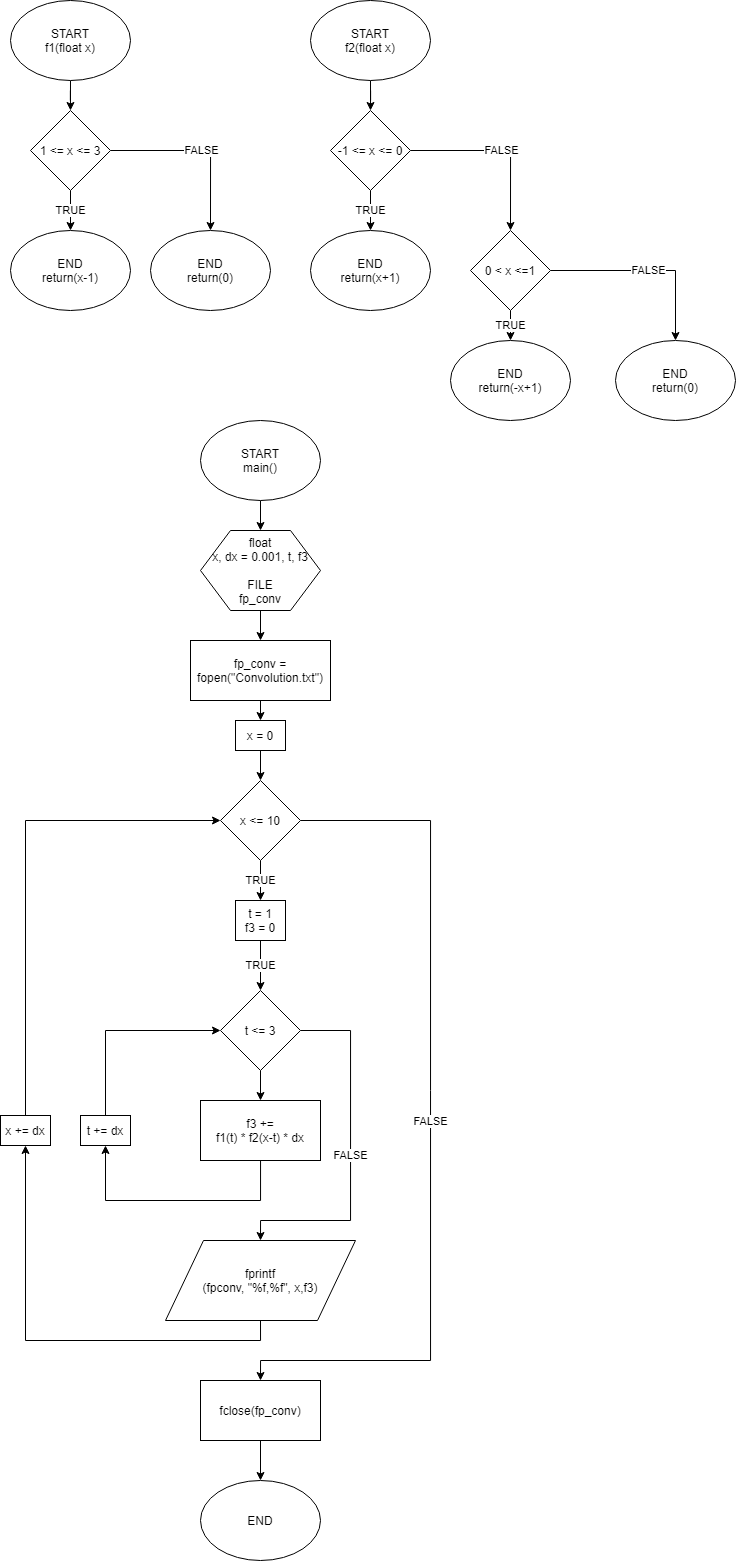 START
f1(float x)
1 <= x <= 3
FALSE
TRUE
END
return(x-1)
END
return(0)
START
f2(float x)
-1 <= x <= 0
FALSE
TRUE
END
return(x+1)
0 < x <=1
FALSE
TRUE
END
return(-x+1)
END
return(0)
START
main()
float
x, dx = 0.001, t, f3
FILE
fp_conv
fp_conv =
fopen("Convolution.txt")
x = 0
x <= 10
TRUE
t = 1
f3 = 0
TRUE
t <= 3
x += dx
t += dx
f3 +=
f1(t) * f2(x-t) * dx
FALSE
FALSE
fprintf
(fpconv, "%f,%f", x,f3)
fclose(fp_conv)
END